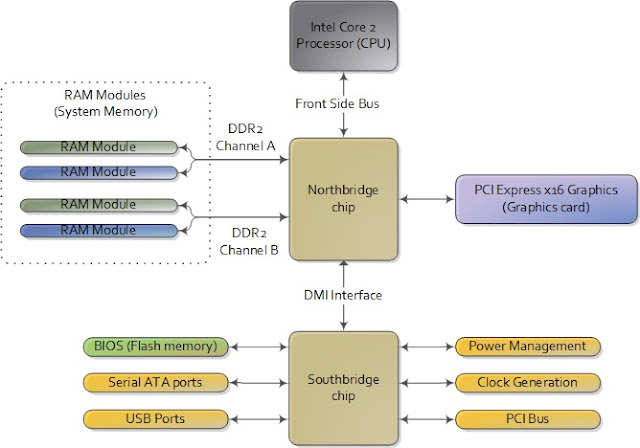 Intel Core 2
Processor (CPU)
Front Side Bus
RAM Modules
(System Memory)
RAM Module
RAM Module
RAM Module
RAM Module
DDR2
Channel A
DDR2
Channel B
Northbridge
chip
PCI Express x16 Graphics
(Graphics card)
DMI Interface
BIOS (Flash memory)
Serial ATA ports
USB Ports
Southbridge
chip
Power Management
Clock Generation
PCI Bus